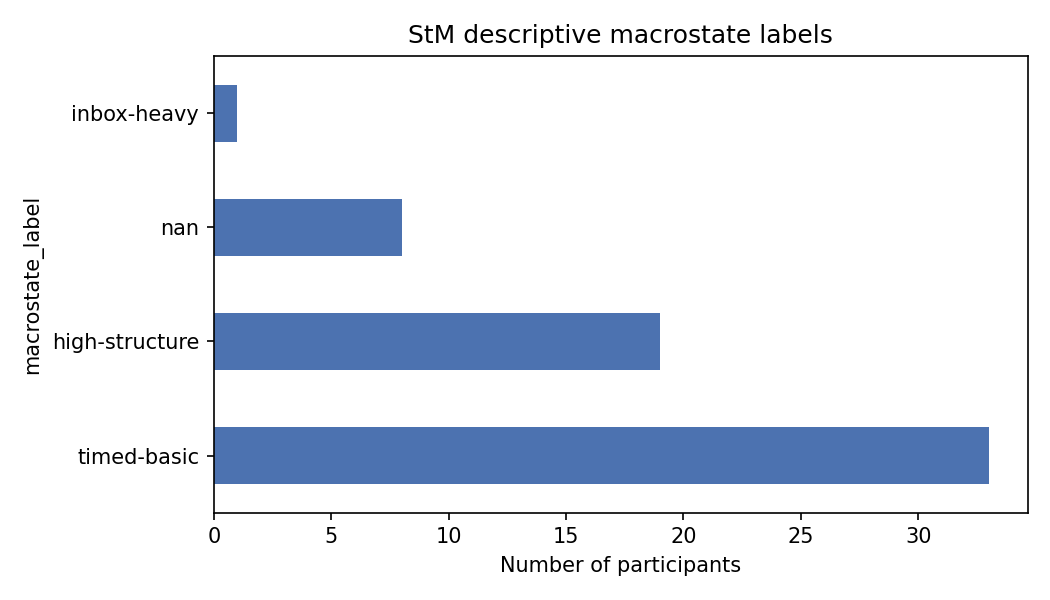 StM descriptive macrostate labels
macrostate_label
inbox-heavy
nan
high-structure
timed-basic
0 5 10 15 20 25 30
Number of participants